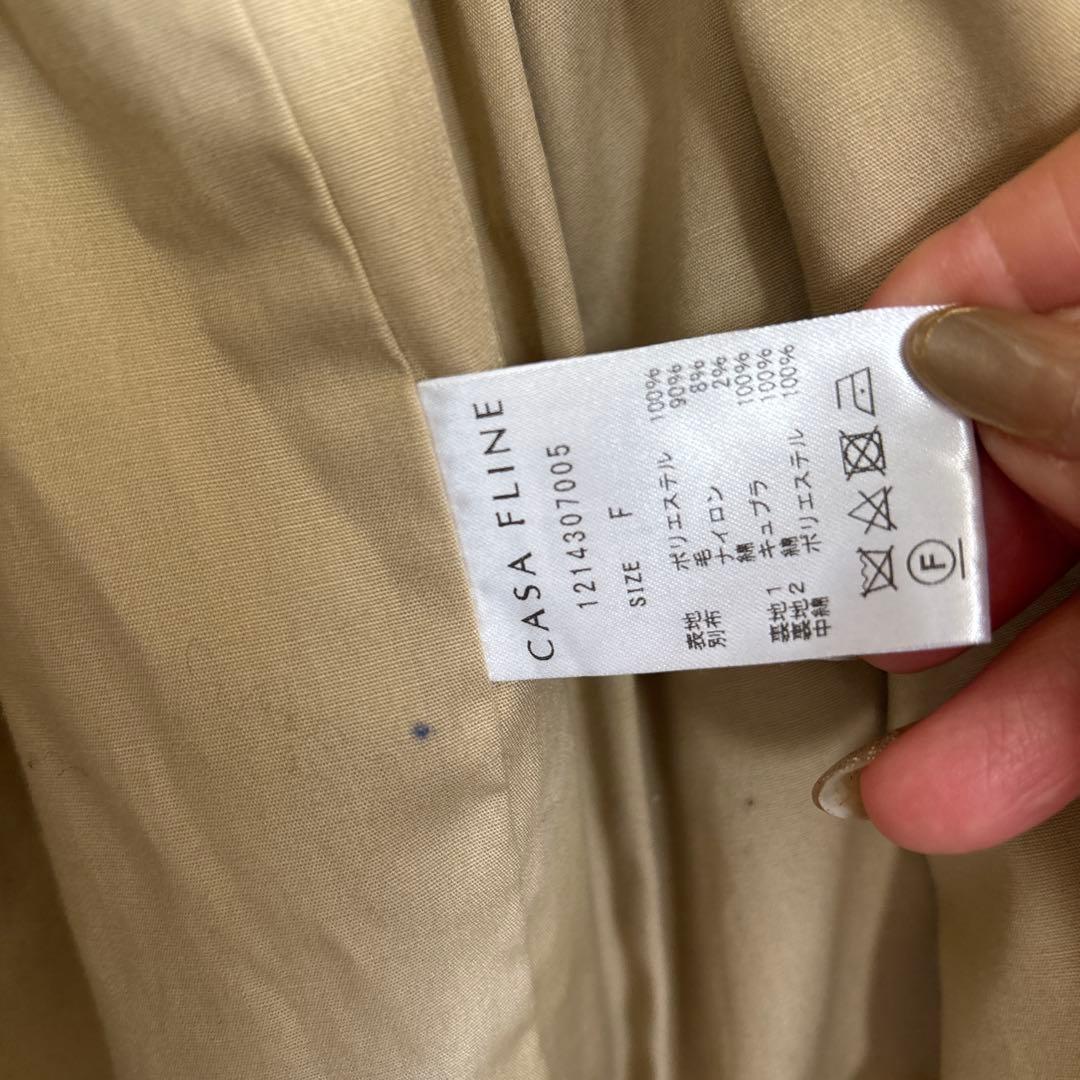 CASA FLINE
1214307005
SIZE F
表地 ポリエステル 100%
別布 毛 90%
ナイロン 8%
綿 2%
裏地1 キュプラ 100%
裏地2 綿 100%
中綿 ポリエステル 100%
F